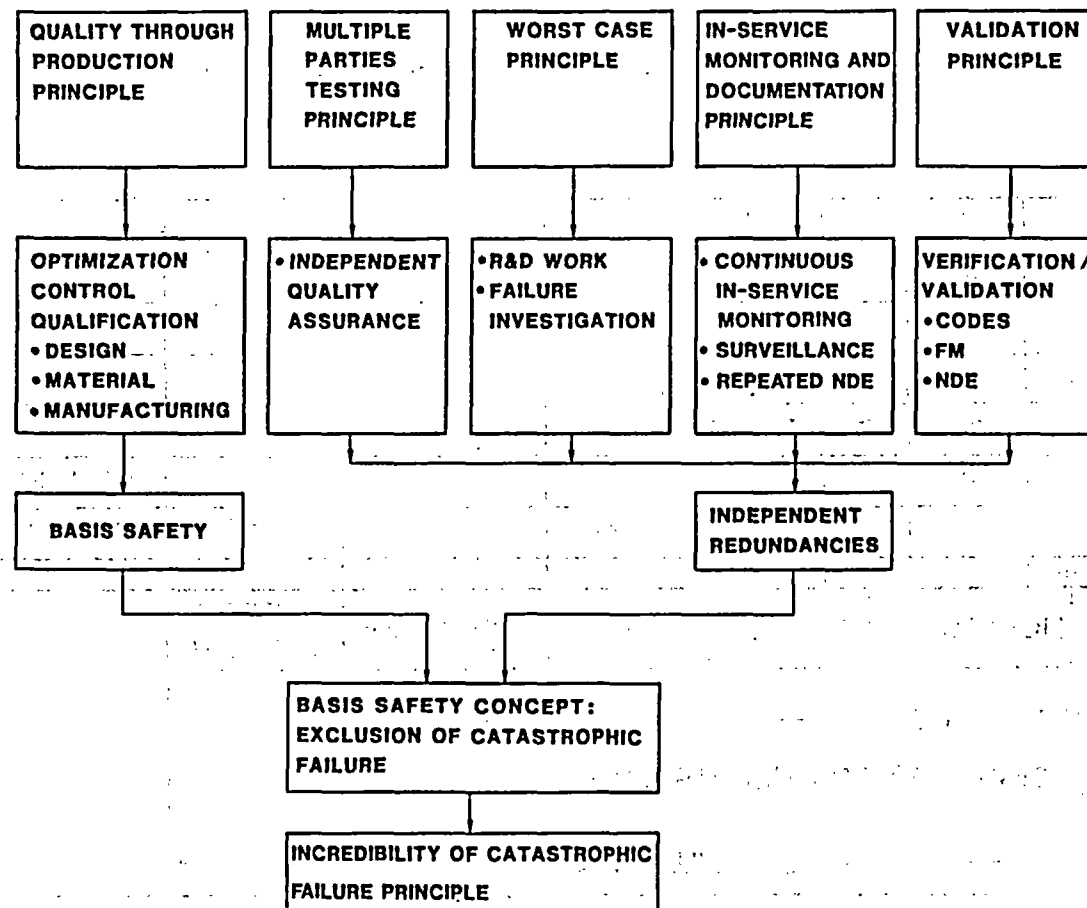 QUALITY THROUGH
PRODUCTION
PRINCIPLE
MULTIPLE
PARTIES
TESTING
PRINCIPLE
WORST CASE
PRINCIPLE
IN-SERVICE
MONITORING AND
DOCUMENTATION
PRINCIPLE
VALIDATION
PRINCIPLE
OPTIMIZATION
CONTROL
QUALIFICATION
• DESIGN
• MATERIAL
• MANUFACTURING
• INDEPENDENT
QUALITY
ASSURANCE
• R&D WORK
• FAILURE
INVESTIGATION
• CONTINUOUS
IN-SERVICE
MONITORING
• SURVEILLANCE
• REPEATED NDE
VERIFICATION/
VALIDATION
• CODES
• FM
• NDE
BASIS SAFETY
INDEPENDENT
REDUNDANCIES
BASIS SAFETY CONCEPT:
EXCLUSION OF CATASTROPHIC
FAILURE
INCREDIBILITY OF CATASTROPHIC
FAILURE PRINCIPLE